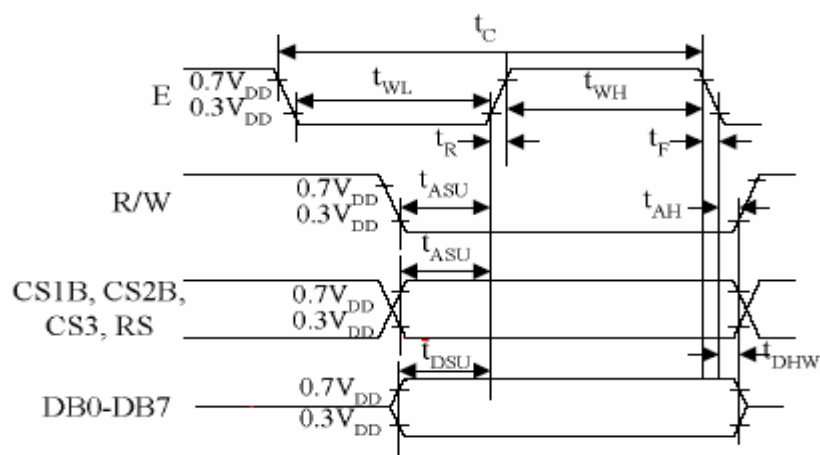 tC
0.7VDD
tWL
tWH
E
0.3VDD
tR
tF
0.7VDD
tASU
R/W
0.3VDD
tAH
tASU
CS1B, CS2B,
0.7VDD
CS3, RS
0.3VDD
tDSU
tDHW
0.7VDD
DB0-DB7
0.3VDD